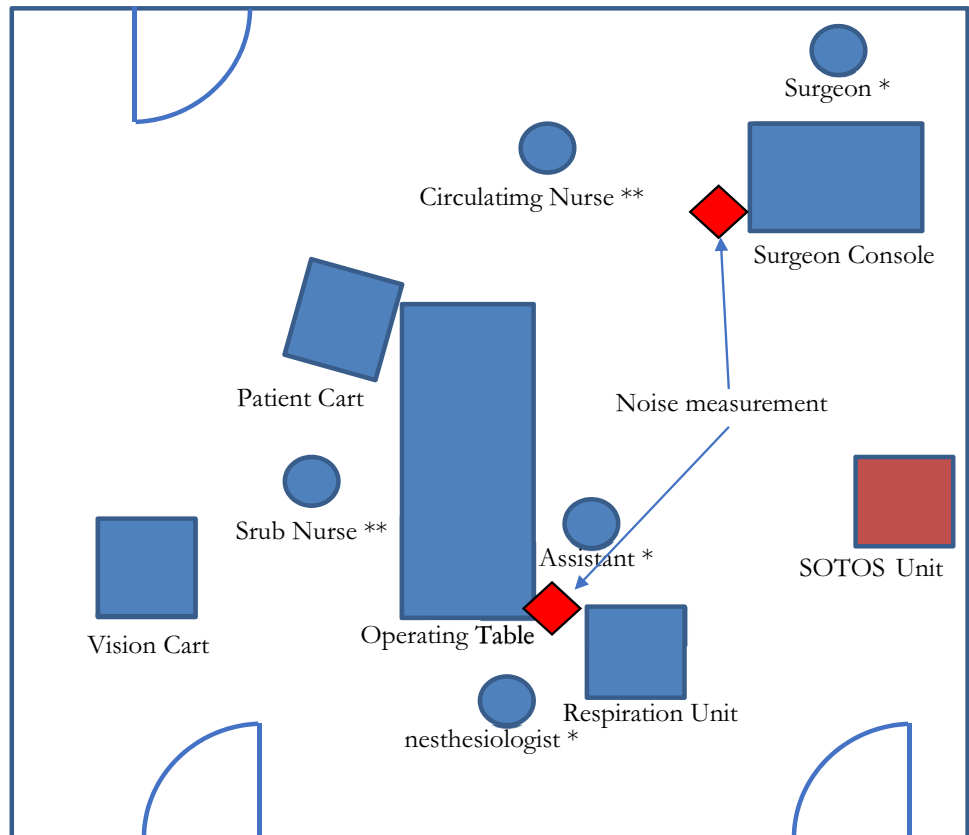 Surgeon *
Circulatimg Nurse **
Surgeon Console
Patient Cart
Noise measurement
Srub Nurse **
Assistant *
SOTOS Unit
Operating Table
Vision Cart
Respiration Unit
nesthesiologist *